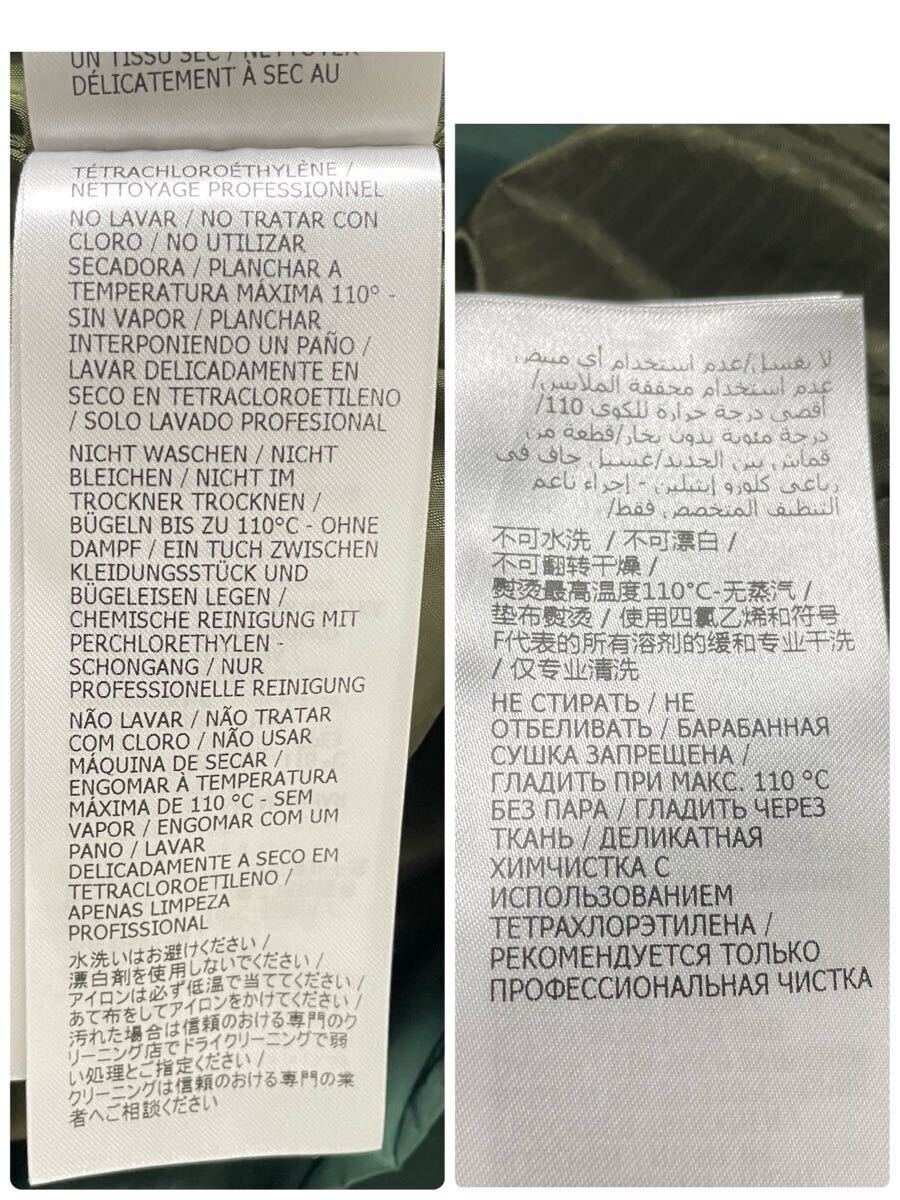 UN TISSU SEC / NETTOYER
DÉLICATEMENT À SEC AU
TÉTRACHLOROÉTHYLÈNE /
NETTOYAGE PROFESSIONNEL
NO LAVAR / NO TRATAR CON
CLORO / NO UTILIZAR
SECADORA / PLANCHAR A
TEMPERATURA MÁXIMA 110° -
SIN VAPOR / PLANCHAR
INTERPONIENDO UN PAÑO /
LAVAR DELICADAMENTE EN
SECO EN TETRACLOROETILENO
/ SOLO LAVADO PROFESIONAL
NICHT WASCHEN / NICHT
BLEICHEN / NICHT IM
TROCKNER TROCKNEN /
BÜGELN BIS ZU 110°C - OHNE
DAMPF / EIN TUCH ZWISCHEN
KLEIDUNGSSTÜCK UND
BÜGELEISEN LEGEN /
CHEMISCHE REINIGUNG MIT
PERCHLORETHYLEN -
SCHONGANG / NUR
PROFESSIONELLE REINIGUNG
NÃO LAVAR / NÃO TRATAR
COM CLORO / NÃO USAR
MÁQUINA DE SECAR /
ENGOMAR À TEMPERATURA
MÁXIMA DE 110 °C - SEM
VAPOR / ENGOMAR COM UM
PANO / LAVAR
DELICADAMENTE A SECO EM
TETRACLOROETILENO /
APENAS LIMPEZA
PROFISSIONAL
水洗いはお避けください /
漂白剤を使用しないでください /
アイロンは必ず低温で当ててください /
あて布をしてアイロンをかけてください /
汚れた場合は信頼のおける専門のク
リーニング店でドライクリーニングで弱
い処理とご指定ください /
クリーニングは信頼のおける専門の業
者へご相談ください
لا يغسل/عدم استخدام أي مبيض
عدم استخدام مجففة الملابس/
أقصى درجة حرارة للكوى 110/
درجة مئوية بدون بخار/قطعة من
قماش بين الحديد/غسيل جاف في
رباعي كلورو إيثيلين - إجراء ناعم
التنظيف المتخصص فقط/
不可水洗 / 不可漂白 /
不可翻转干燥 /
熨烫最高温度110°C-无蒸汽 /
垫布熨烫 / 使用四氯乙烯和符号
F代表的所有溶剂的缓和专业干洗
/ 仅专业清洗
НЕ СТИРАТЬ / НЕ
ОТБЕЛИВАТЬ / БАРАБАННАЯ
СУШКА ЗАПРЕЩЕНА /
ГЛАДИТЬ ПРИ МАКС. 110 °C
БЕЗ ПАРА / ГЛАДИТЬ ЧЕРЕЗ
ТКАНЬ / ДЕЛИКАТНАЯ
ХИМЧИСТКА С
ИСПОЛЬЗОВАНИЕМ
ТЕТРАХЛОРЭТИЛЕНА /
РЕКОМЕНДУЕТСЯ ТОЛЬКО
ПРОФЕССИОНАЛЬНАЯ ЧИСТКА